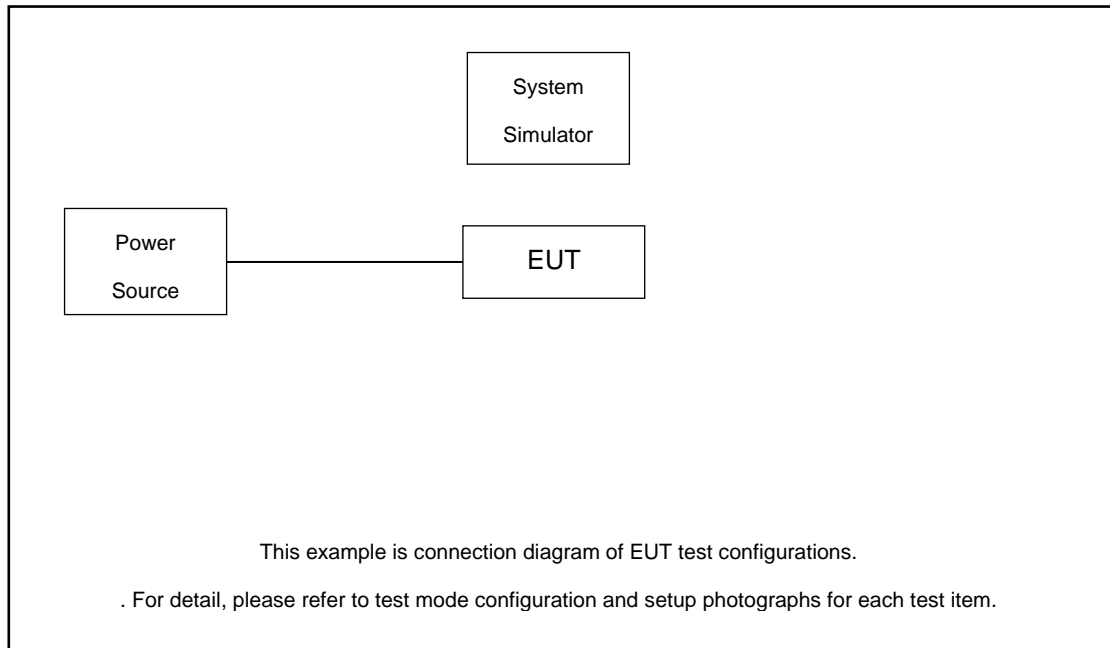 System
Simulator
Power
Source
EUT
This example is connection diagram of EUT test configurations.
. For detail, please refer to test mode configuration and setup photographs for each test item.